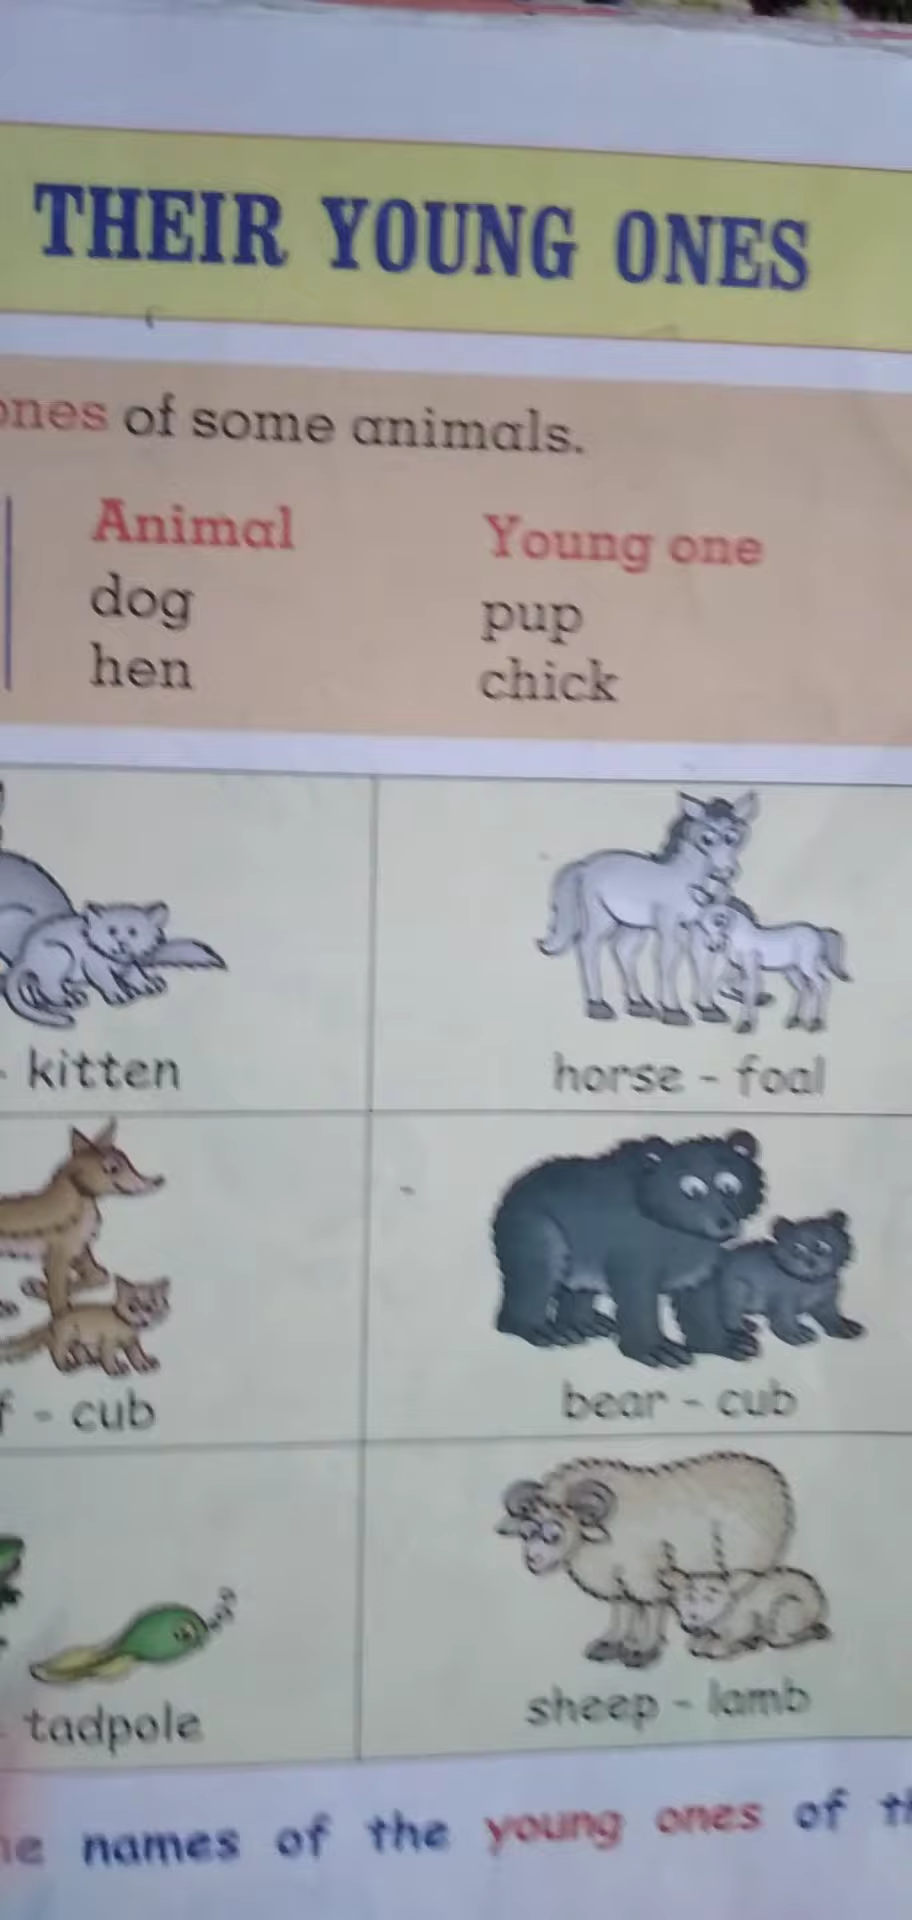 THEIR YOUNG ONES
ones of some animals.
Animal Young one
dog pup
hen chick
- kitten horse - foal
f - cub bear - cub
- tadpole sheep - lamb
names of the young ones of